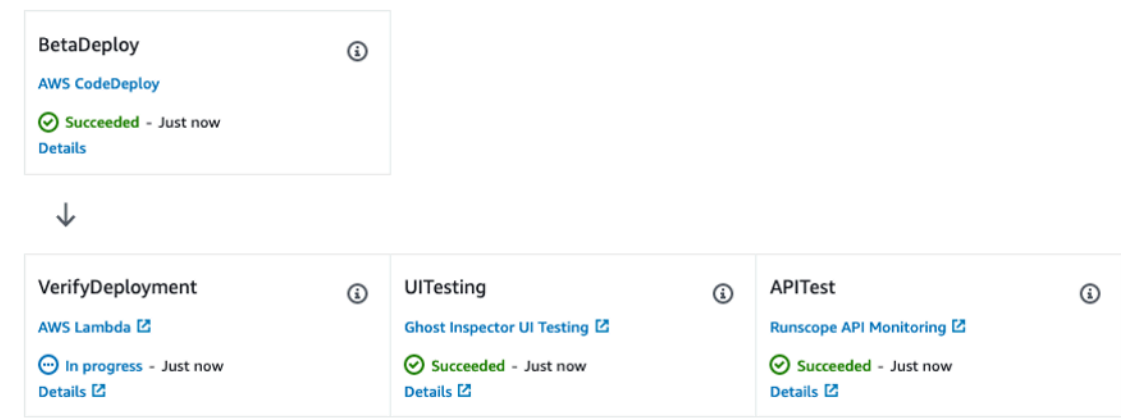 BetaDeploy
AWS CodeDeploy
Succeeded - Just now
Details
VerifyDeployment
AWS Lambda
In progress - Just now
Details
UITesting
Ghost Inspector UI Testing
Succeeded - Just now
Details
APITest
Runscope API Monitoring
Succeeded - Just now
Details